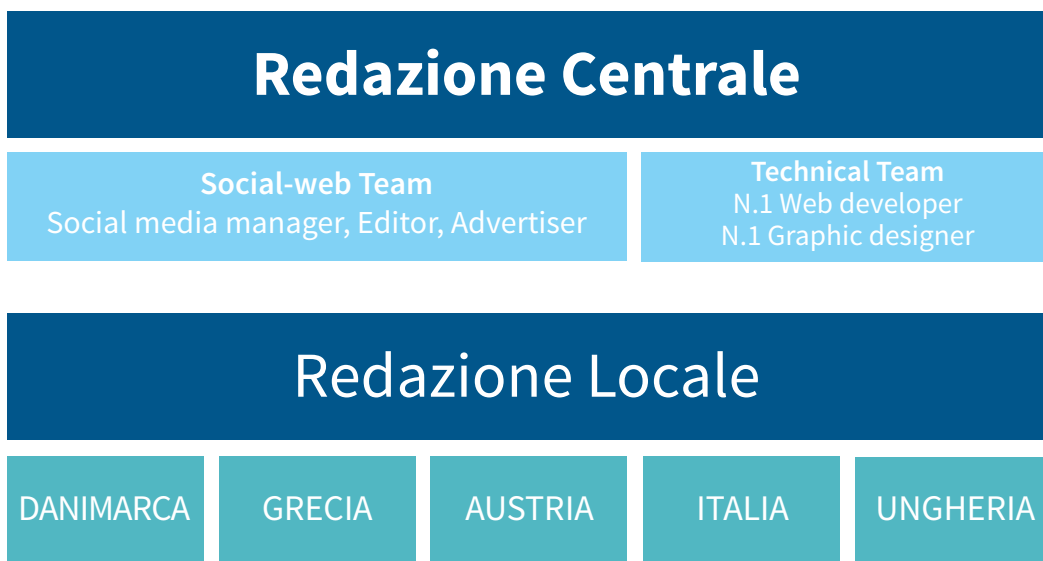 Redazione Centrale
Social-web Team
Social media manager, Editor, Advertiser
Technical Team
N.1 Web developer
N.1 Graphic designer
Redazione Locale
DANIMARCA
GRECIA
AUSTRIA
ITALIA
UNGHERIA